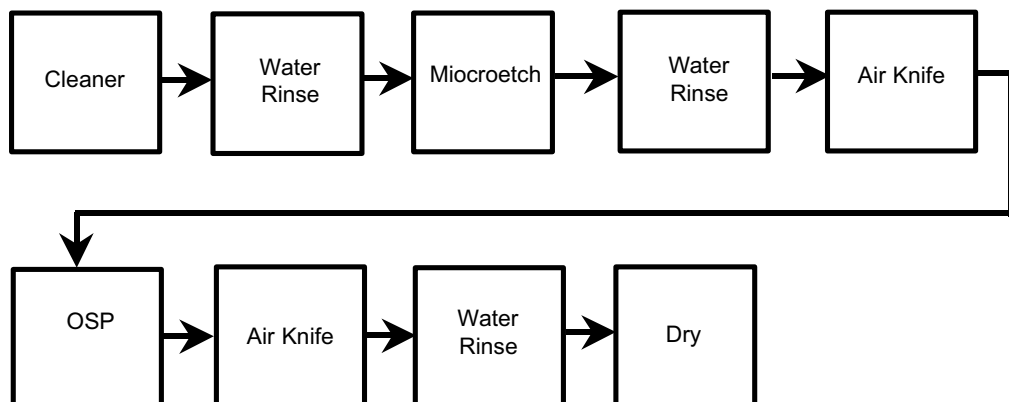 Cleaner
Water
Rinse
Miocroetch
Water
Rinse
Air Knife
OSP
Air Knife
Water
Rinse
Dry